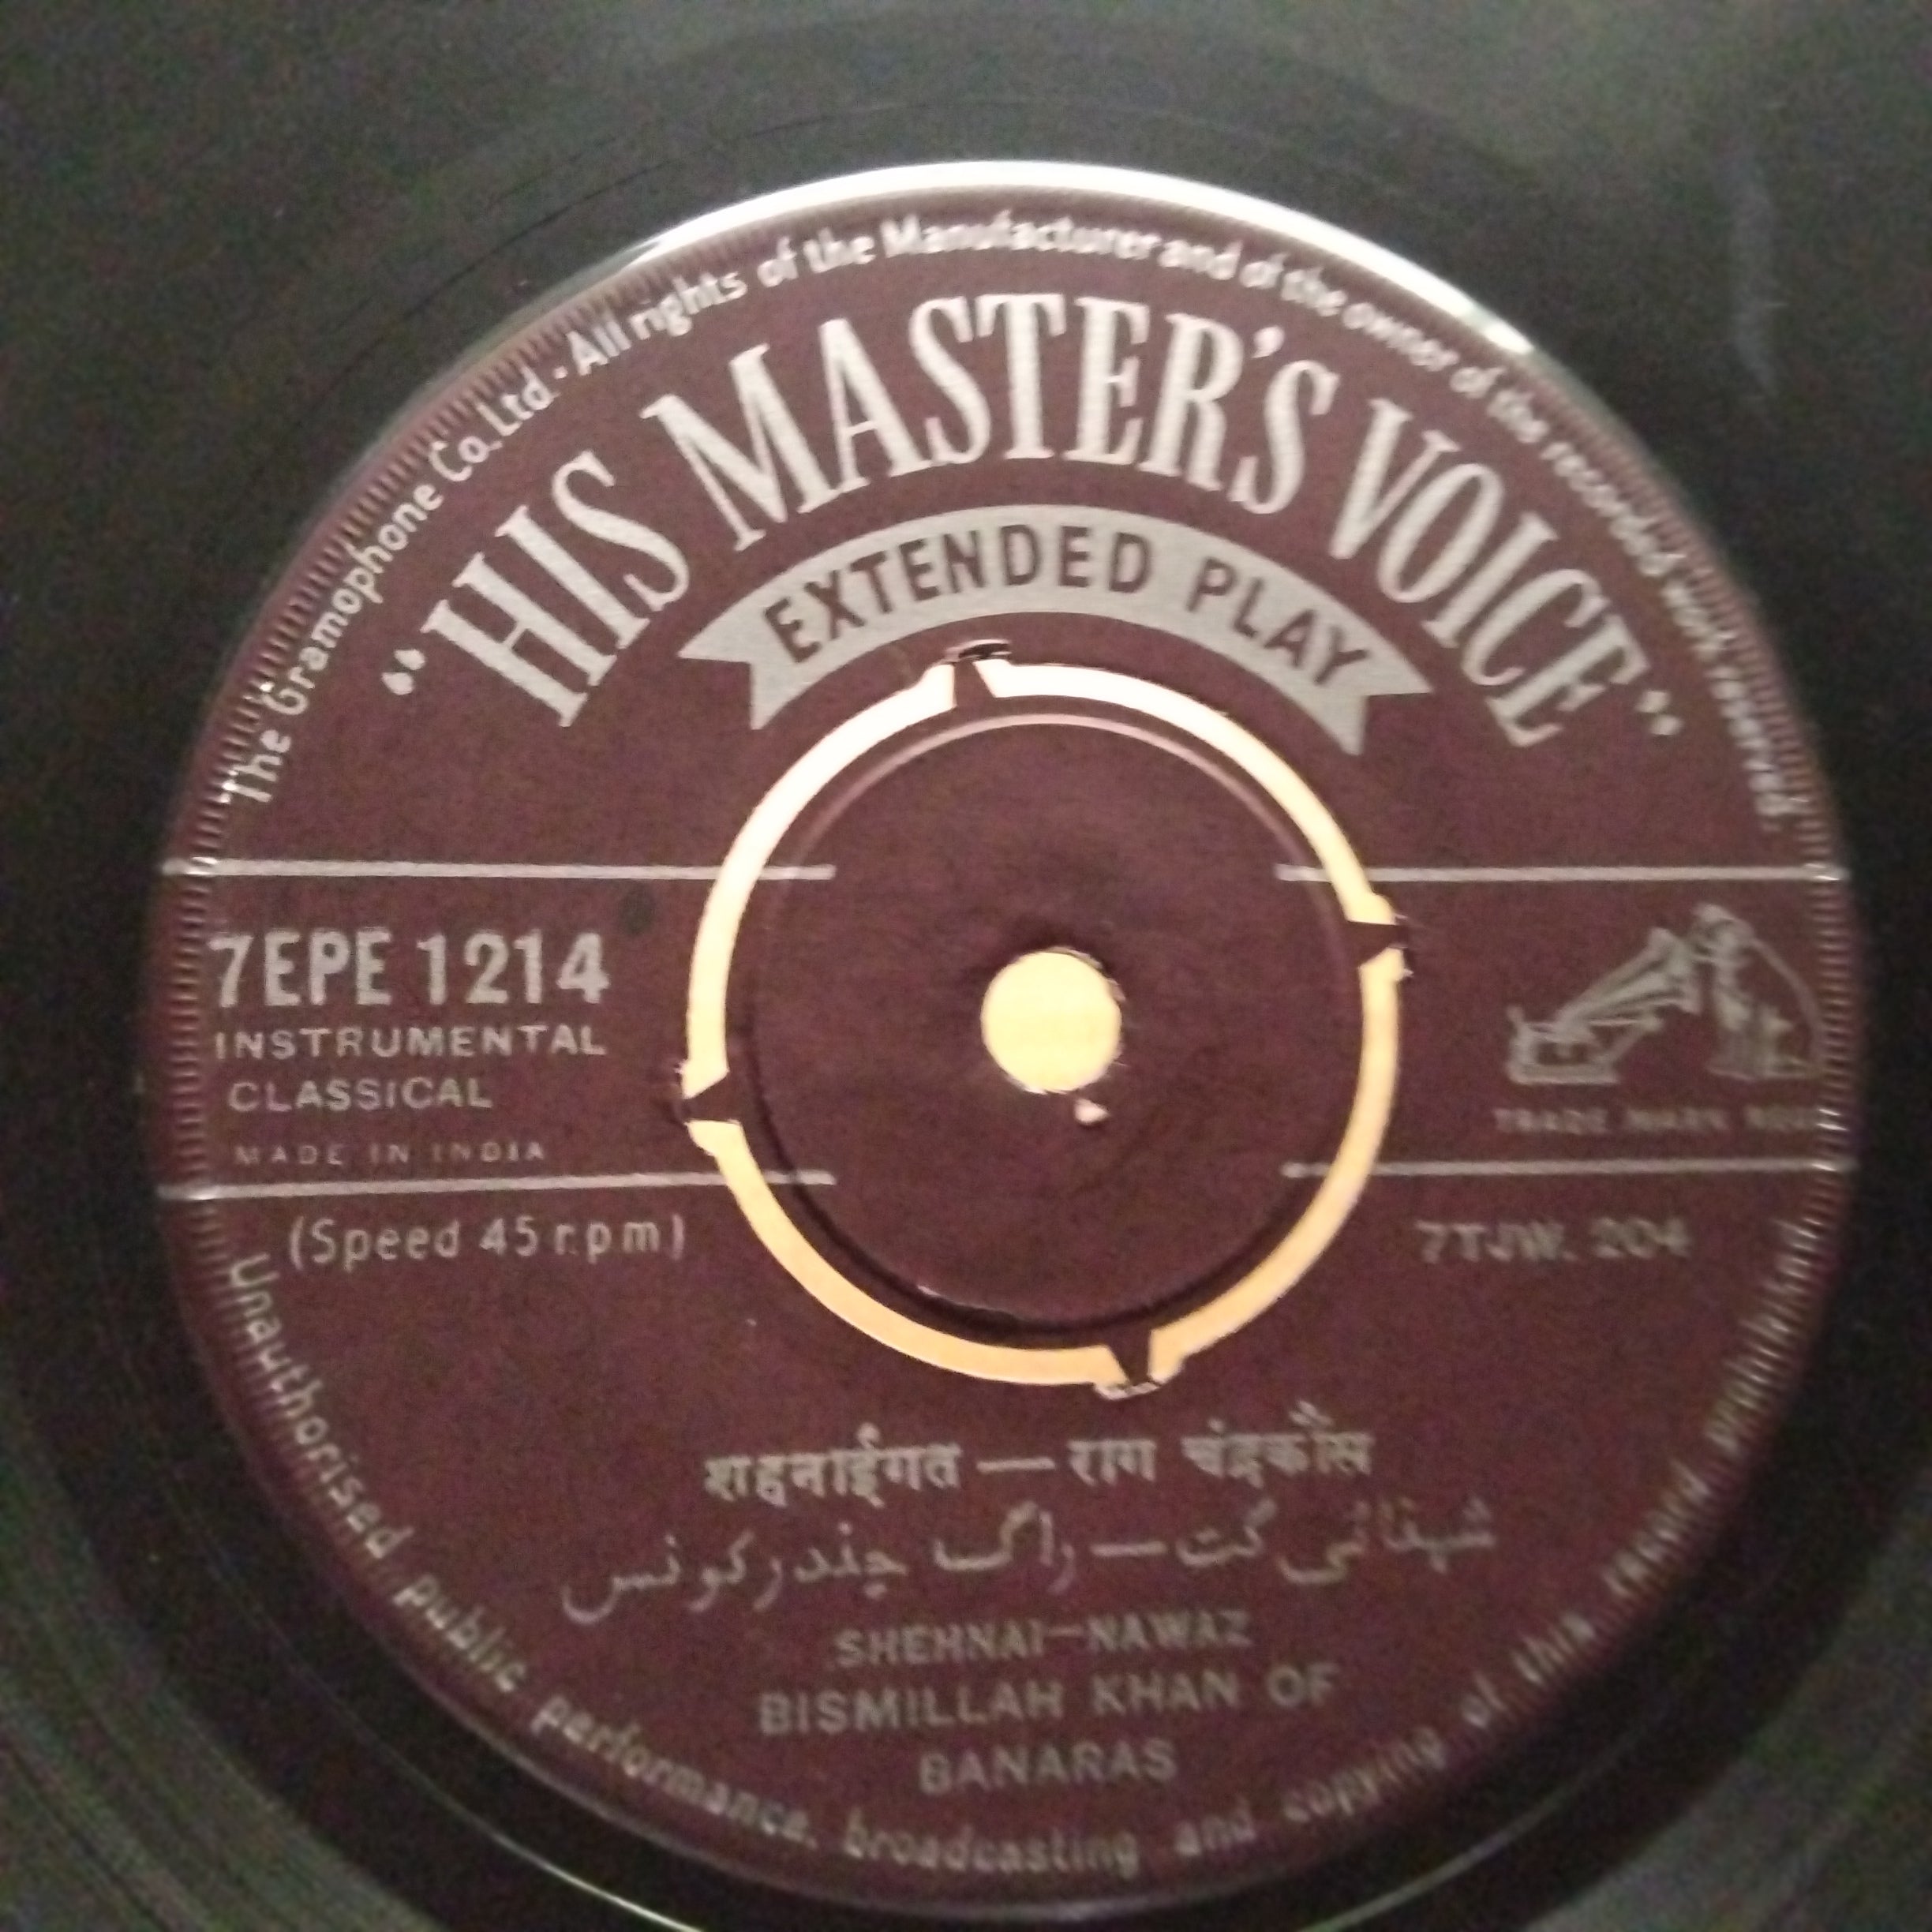 The Gramophone Co. Ltd. · All rights of the Manufacturer and of the owner of the recorded work reserved.
"HIS MASTER'S VOICE"
EXTENDED PLAY
7EPE 1214
INSTRUMENTAL
CLASSICAL
MADE IN INDIA
TRADE MARK
(Speed 45 r.p.m)
7TJW. 204
शहनाईगत — राग चंद्रकौंस
شہنائی گت — راگ چندرکونس
SHEHNAI—NAWAZ
BISMILLAH KHAN OF
BANARAS
Unauthorised public performance, broadcasting and copying of this record prohibited